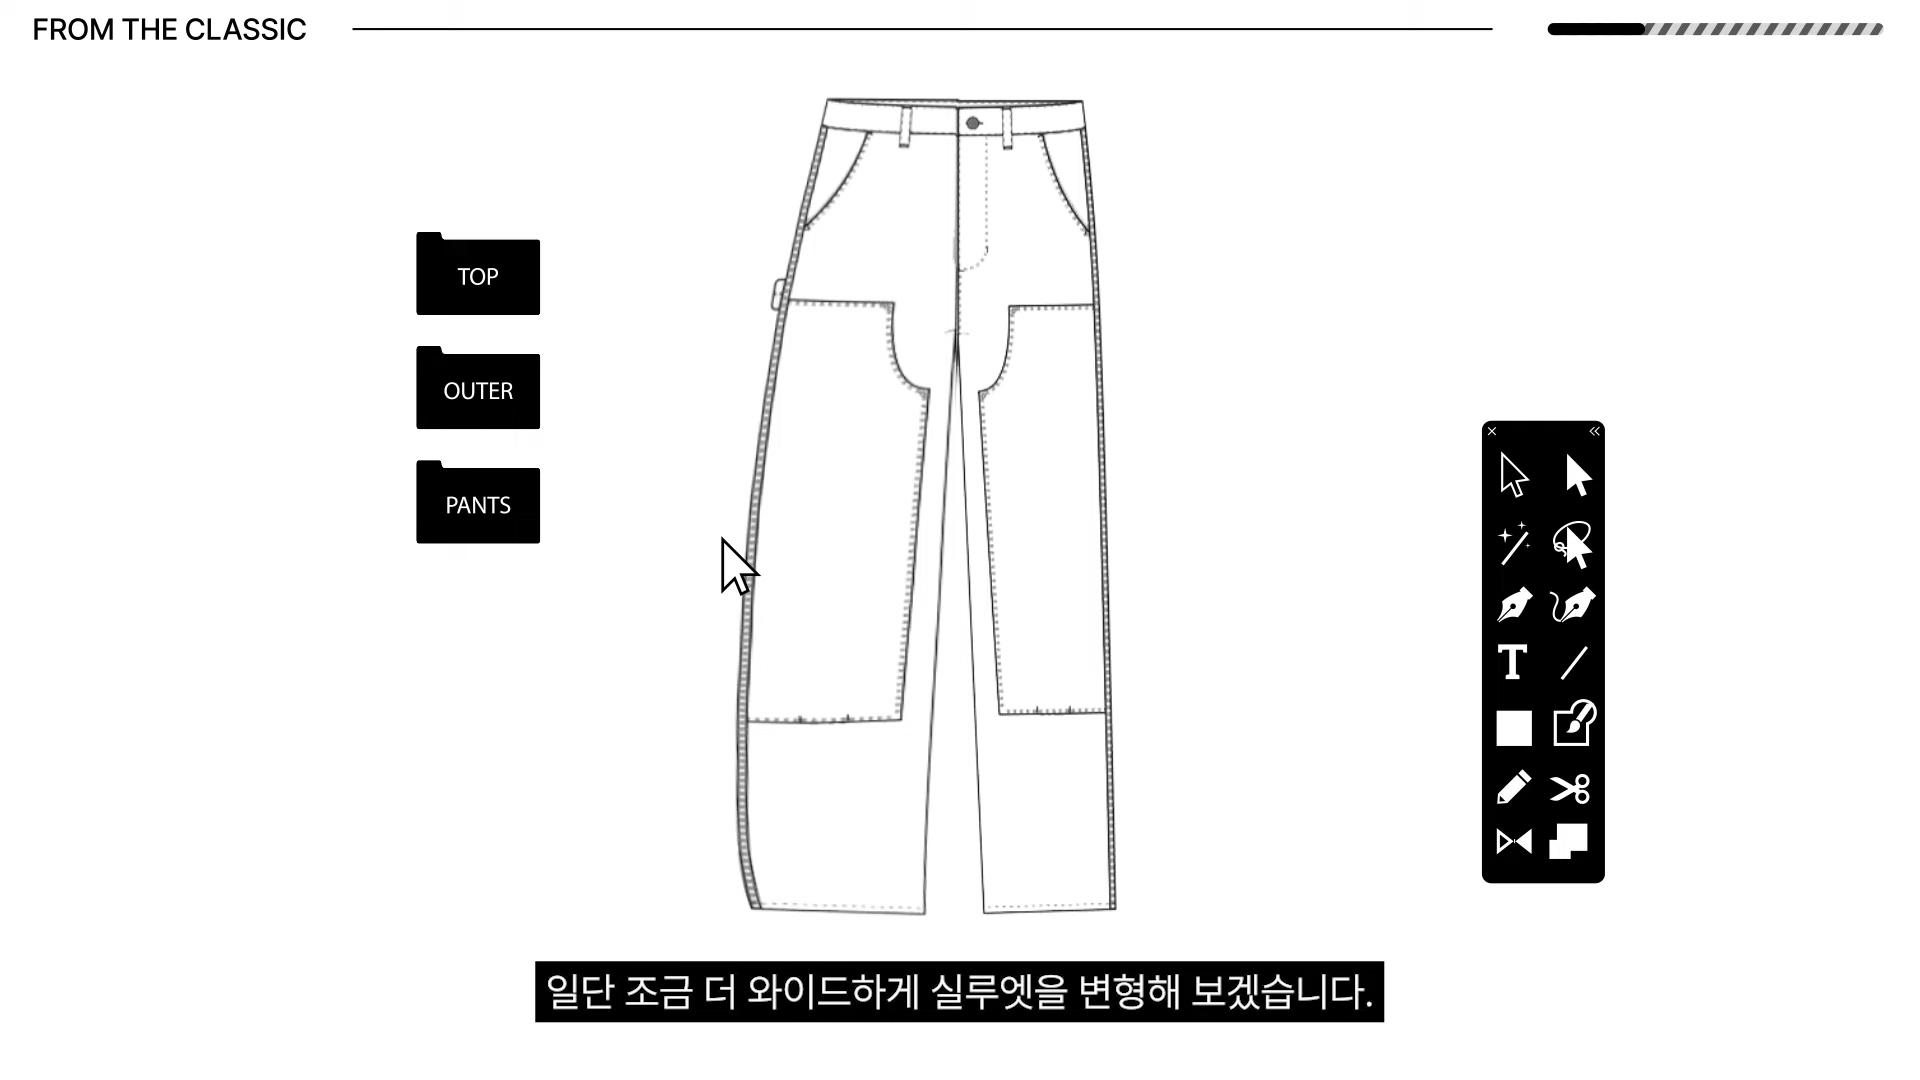 FROM THE CLASSIC
TOP
OUTER
PANTS
일단 조금 더 와이드하게 실루엣을 변형해 보겠습니다.